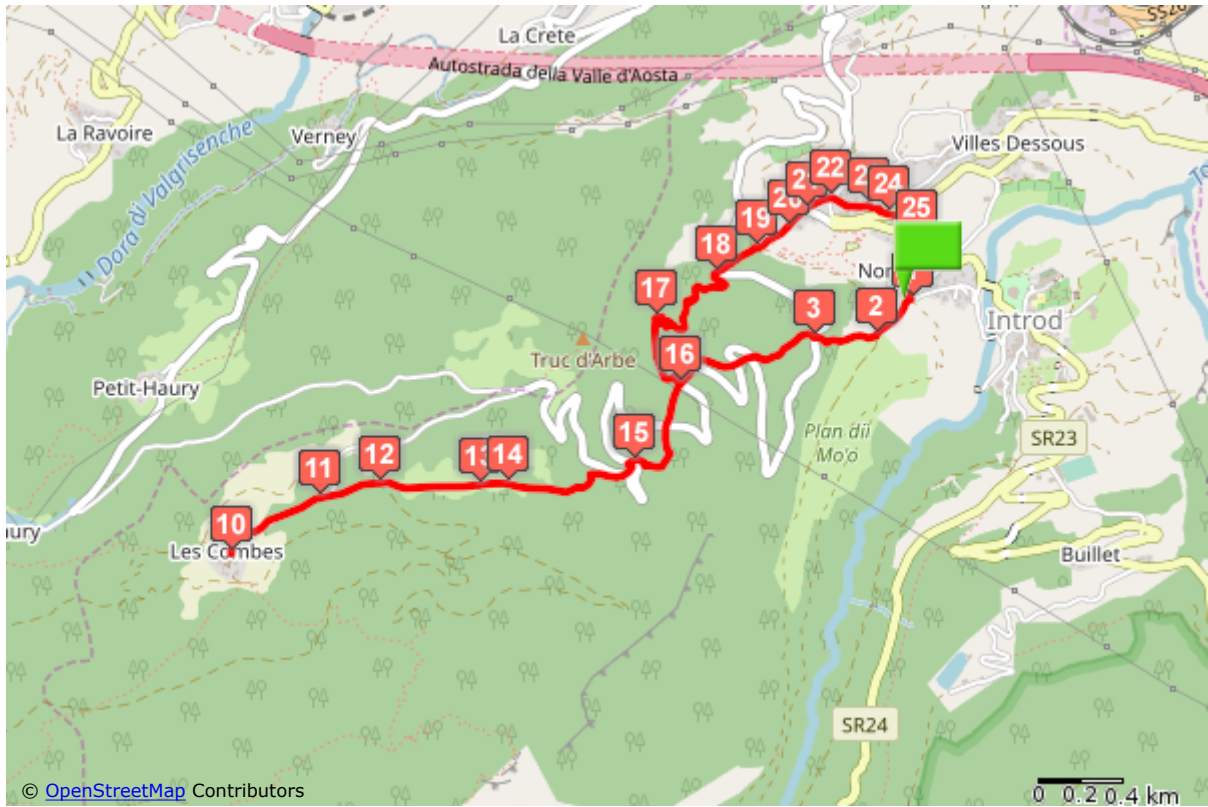 La Crete
SS26
Autostrada della Valle d'Aosta
La Ravoire
Verney
Dora di Valgrisenche
Villes Dessous
22
24
25
19
18
17
3
2
Introd
16
Truc d'Arbe
Petit-Haury
15
Plan dii
Mo'o
SR23
11
12
13
14
10
Les Combes
Buillet
SR24
© OpenStreetMap Contributors
0 0.2 0.4 km